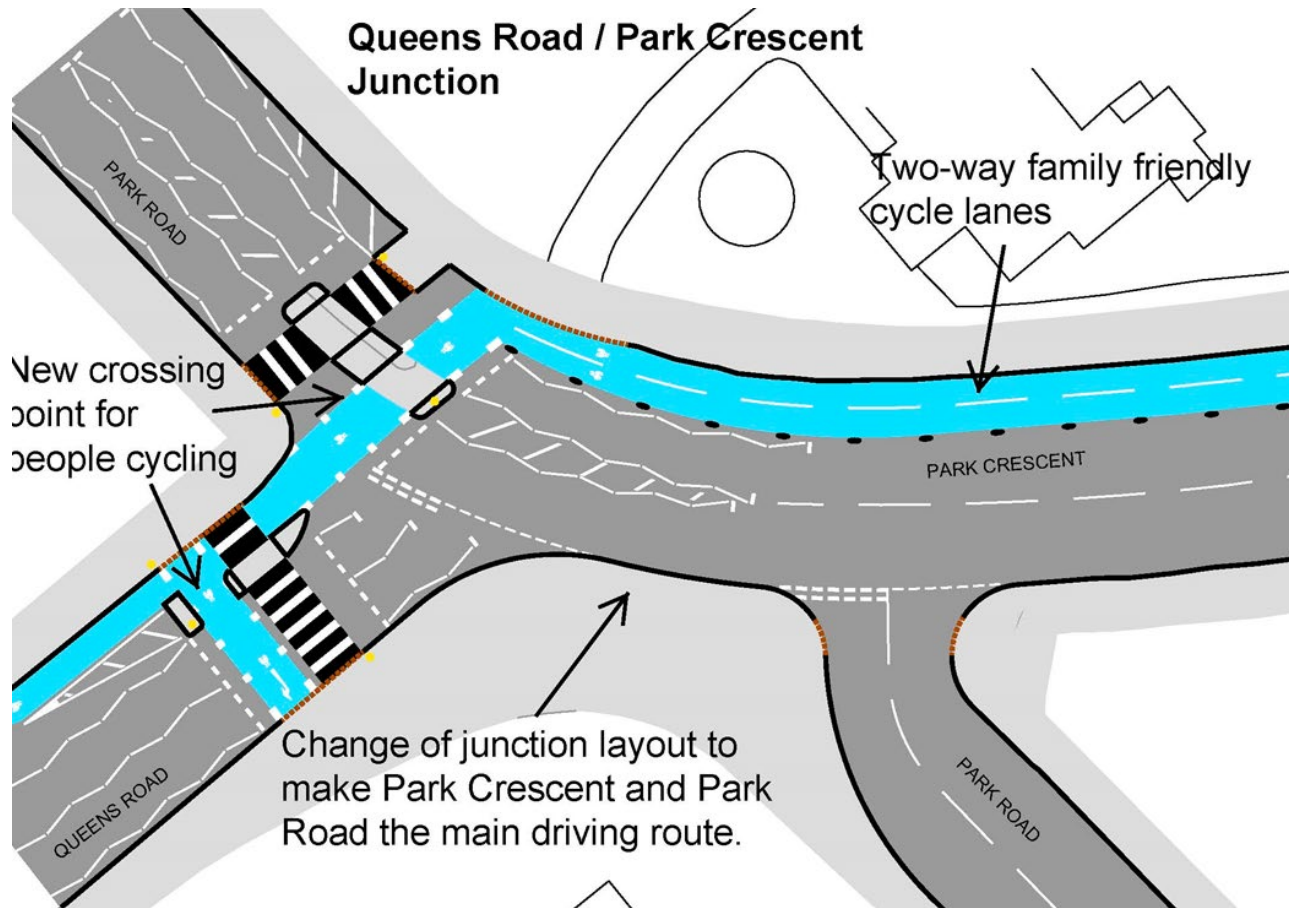 Queens Road / Park Crescent
Junction
PARK ROAD
Two-way family friendly
cycle lanes
New crossing
point for
people cycling
PARK CRESCENT
Change of junction layout to
make Park Crescent and Park
Road the main driving route.
QUEENS ROAD
PARK ROAD